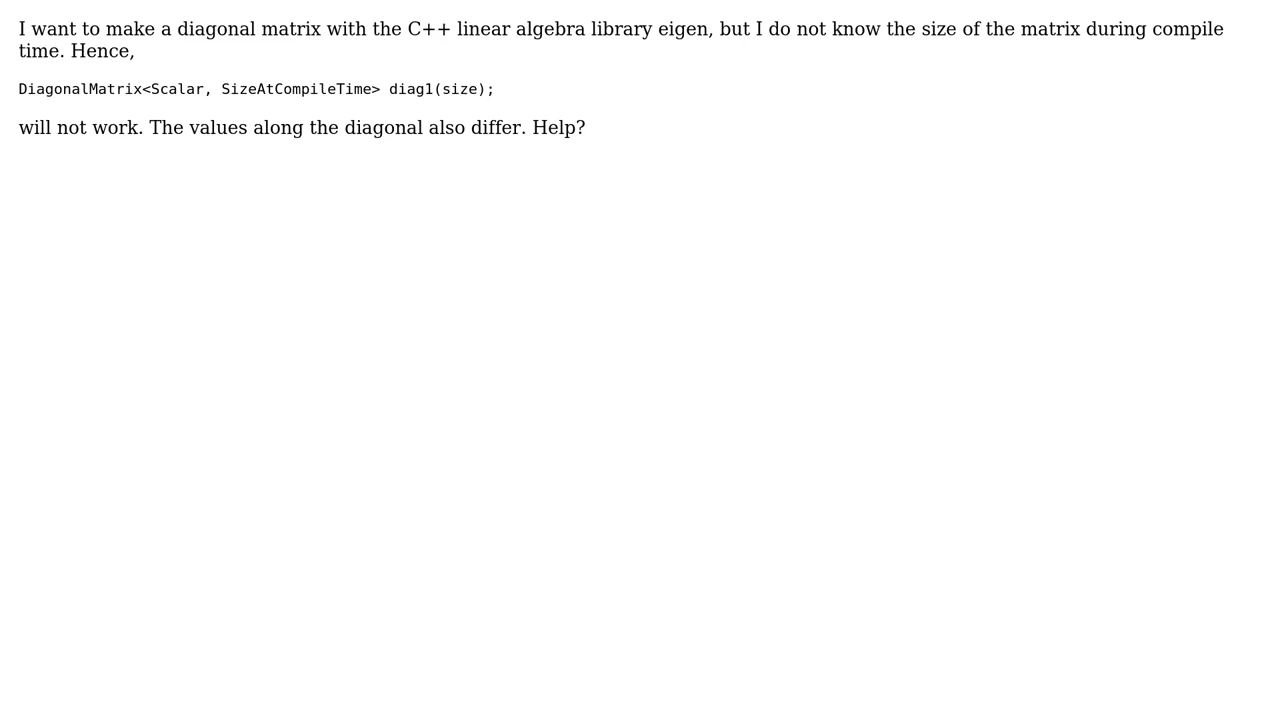 I want to make a diagonal matrix with the C++ linear algebra library eigen, but I do not know the size of the matrix during compile
time. Hence,
DiagonalMatrix<Scalar, SizeAtCompileTime> diag1(size);
will not work. The values along the diagonal also differ. Help?